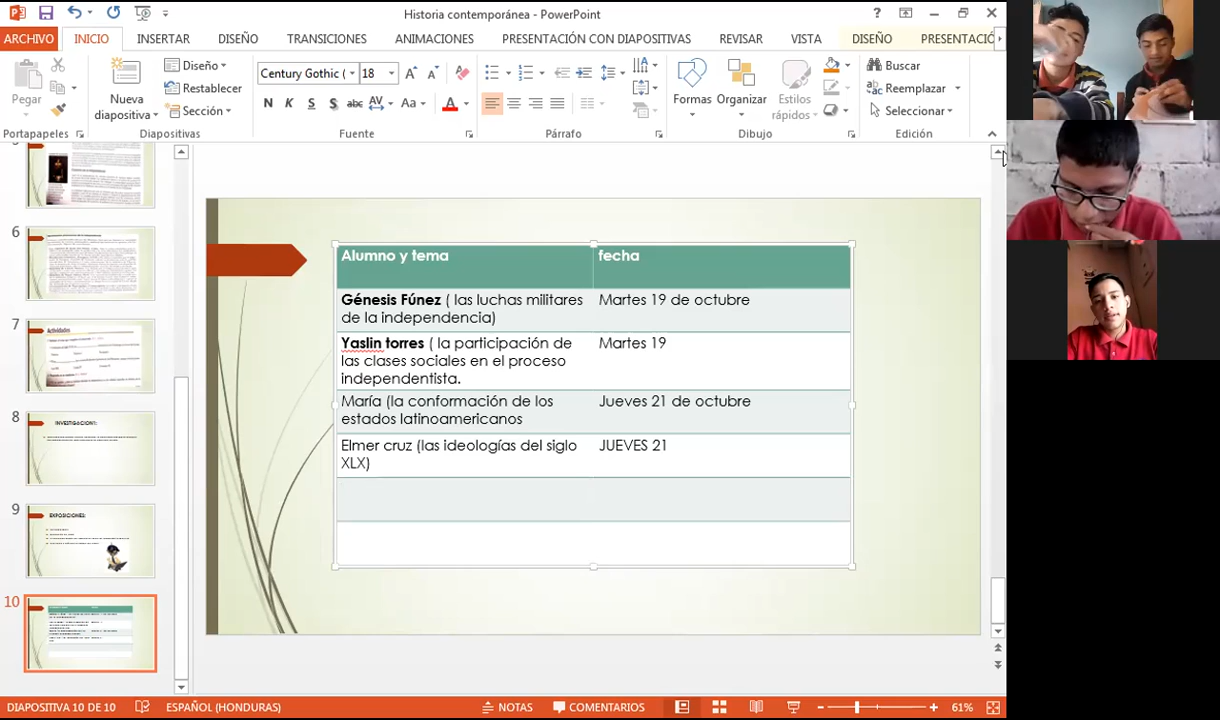 Historia contemporánea - PowerPoint
ARCHIVO INICIO INSERTAR DISEÑO TRANSICIONES ANIMACIONES PRESENTACIÓN CON DIAPOSITIVAS REVISAR VISTA DISEÑO PRESENTACIÓ
Pegar
Portapapeles
Nueva
diapositiva
Diseño
Restablecer
Sección
Diapositivas
Century Gothic ( 18
N K S S abc AV Aa A
Fuente
Párrafo
Formas
Organizar
Estilos
rápidos
Dibujo
Buscar
Reemplazar
Seleccionar
Edición
6
7
Actividades
8
9
EXPOSICIONES:
10
Alumno y tema fecha
Génesis Fúnez ( las luchas militares Martes 19 de octubre
de la independencia)
Yaslin torres ( la participación de Martes 19
las clases sociales en el proceso
independentista.
María (la conformación de los Jueves 21 de octubre
estados latinoamericanos
Elmer cruz (las ideologías del siglo JUEVES 21
XLX)
DIAPOSITIVA 10 DE 10 ESPAÑOL (HONDURAS) NOTAS COMENTARIOS 61%